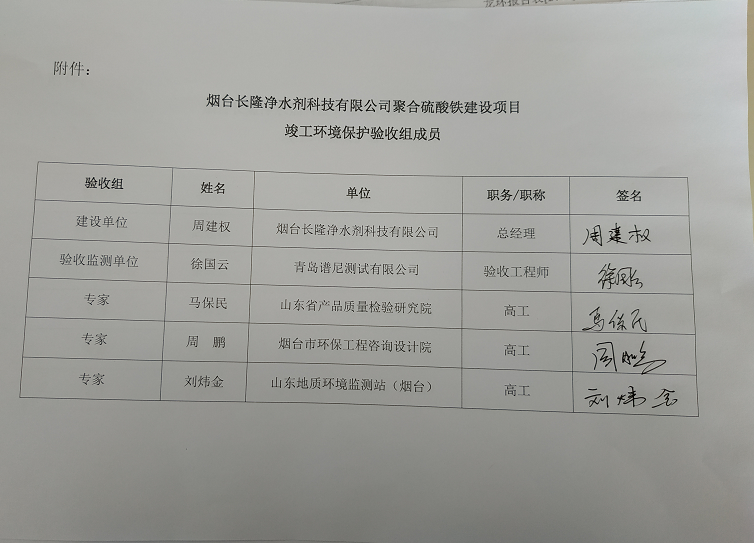 附件：
烟台长隆净水剂科技有限公司聚合硫酸铁建设项目
竣工环境保护验收组成员
验收组 姓名 单位 职务/职称 签名
建设单位 周建权 烟台长隆净水剂科技有限公司 总经理 周建权
验收监测单位 徐国云 青岛谱尼测试有限公司 验收工程师 徐国云
专家 马保民 山东省产品质量检验研究院 高工 马保民
专家 周 鹏 烟台市环保工程咨询设计院 高工 周鹏
专家 刘炜金 山东地质环境监测站（烟台） 高工 刘炜金